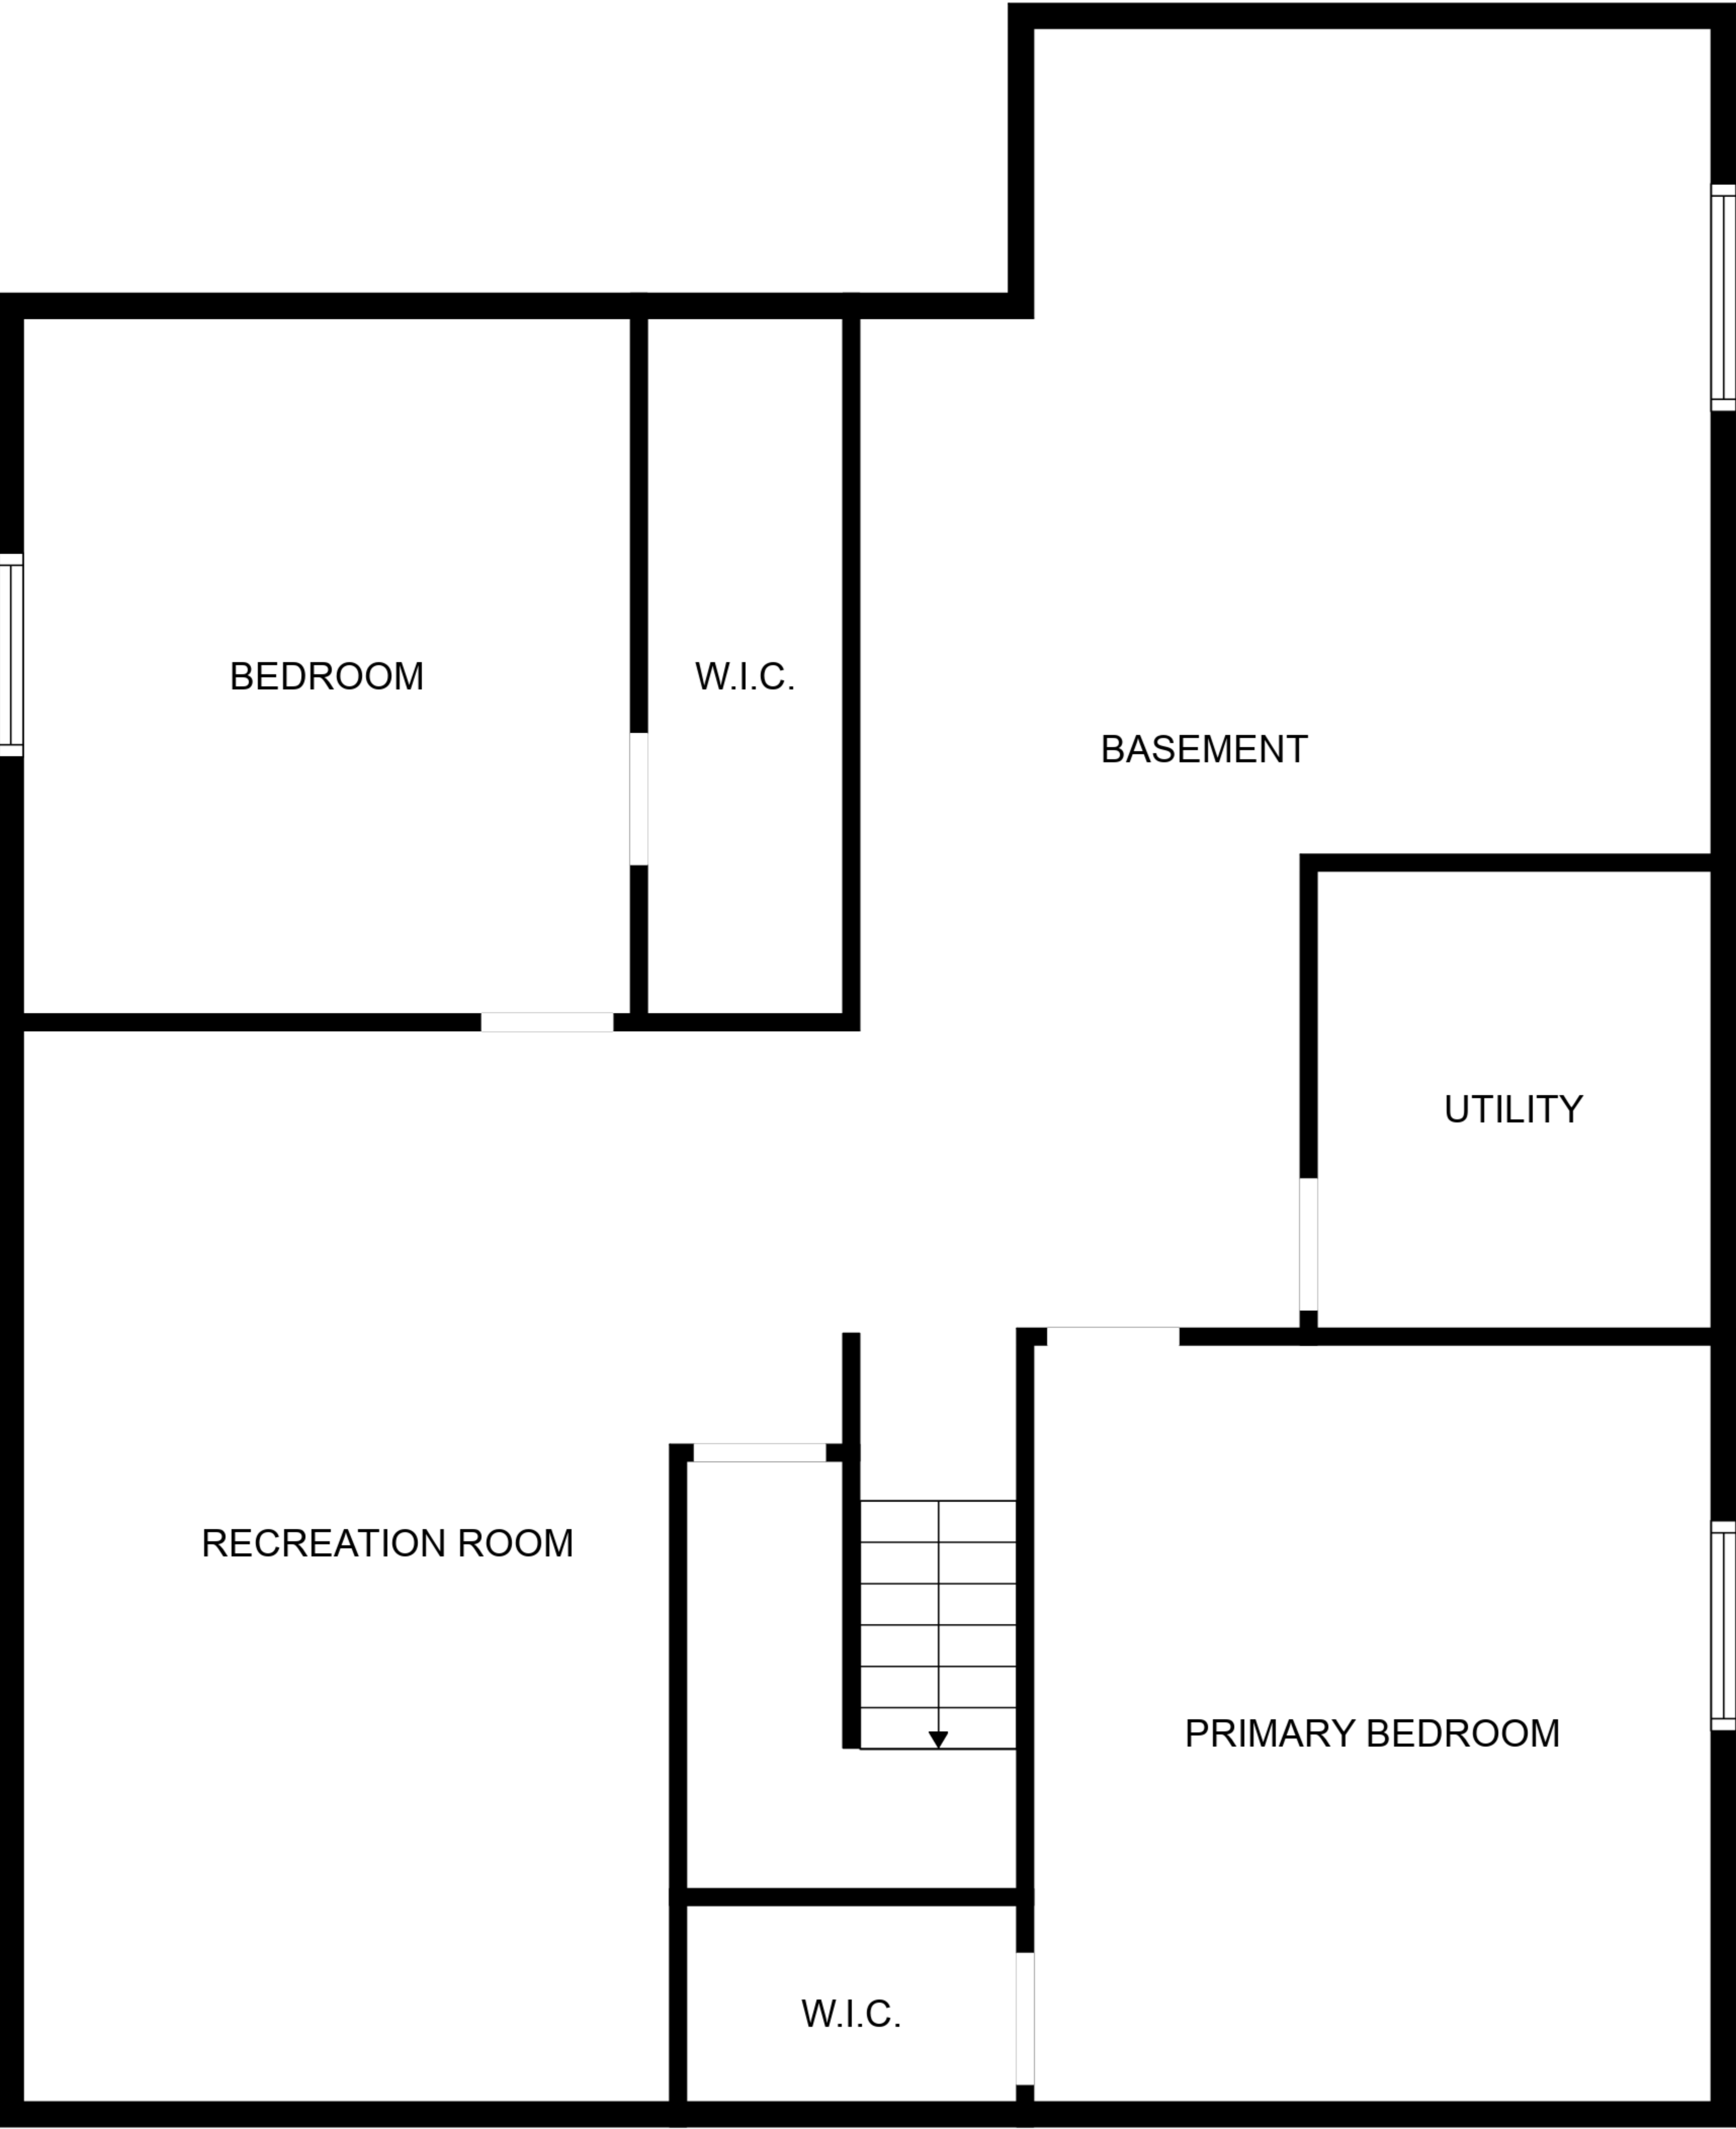 BEDROOM
W.I.C.
BASEMENT
UTILITY
RECREATION ROOM
PRIMARY BEDROOM
W.I.C.